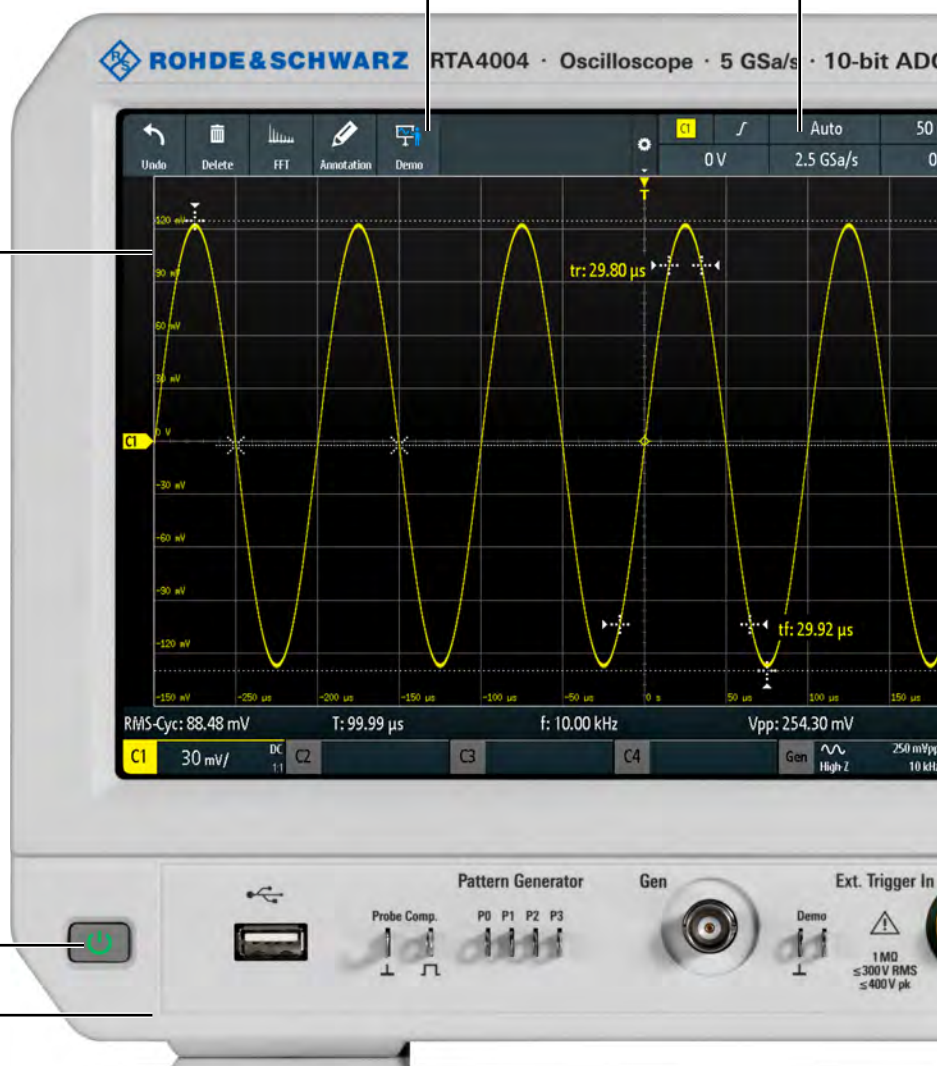 R&S ROHDE&SCHWARZ RTA4004 · Oscilloscope · 5 GSa/s · 10-bit ADC
C1 Auto 50
Undo Delete FFT Annotation Demo 0 V 2.5 GSa/s 0
T
120 mV
90 mV
tr: 29.80 µs
60 mV
30 mV
0 V
C1
-30 mV
-60 mV
-90 mV
-120 mV
tf: 29.92 µs
-150 mV -250 µs -200 µs -150 µs -100 µs -50 µs 0 s 50 µs 100 µs 150 µs
RMS-Cyc: 88.48 mV T: 99.99 µs f: 10.00 kHz Vpp: 254.30 mV
C1 30 mV/ DC 1:1 C2 C3 C4 Gen High-Z 250 mVpp 10 kHz
Pattern Generator Gen Ext. Trigger In
Probe Comp. P0 P1 P2 P3 Demo
1 MΩ
≤300 V RMS
≤400 V pk